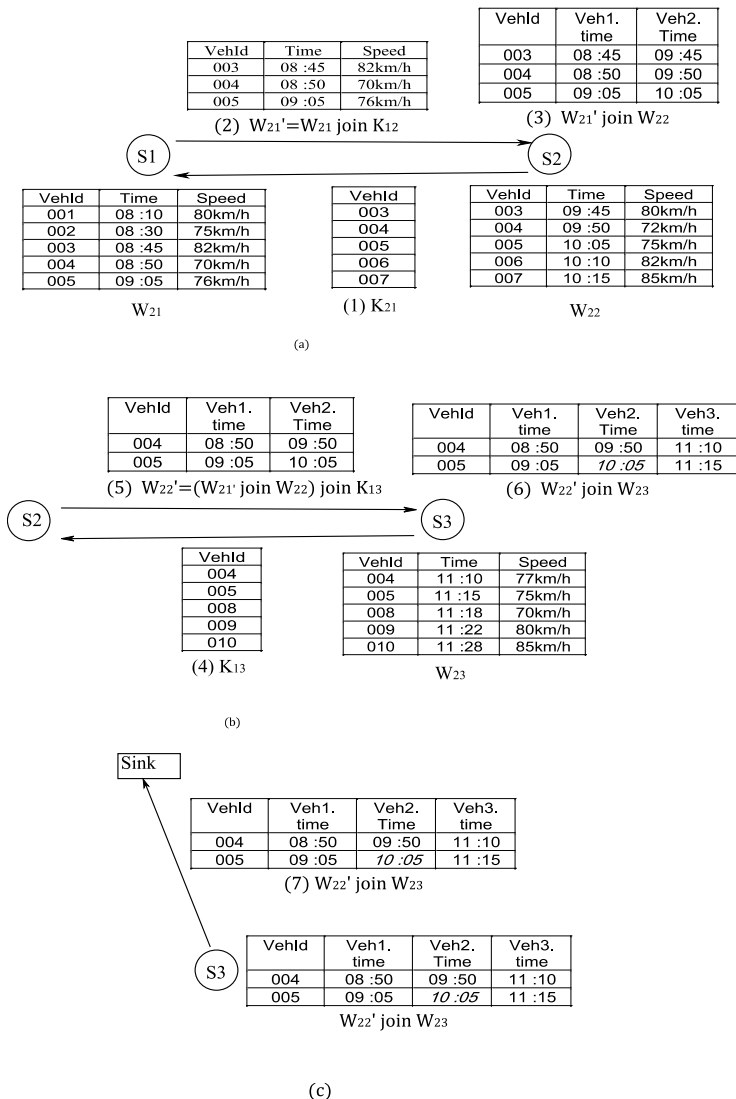 VehId Time Speed
003 08 :45 82km/h
004 08 :50 70km/h
005 09 :05 76km/h
(2) W21'=W21 join K12
VehId Veh1. time Veh2. Time
003 08 :45 09 :45
004 08 :50 09 :50
005 09 :05 10 :05
(3) W21' join W22
S1
S2
VehId Time Speed
001 08 :10 80km/h
002 08 :30 75km/h
003 08 :45 82km/h
004 08 :50 70km/h
005 09 :05 76km/h
W21
VehId
003
004
005
006
007
(1) K21
VehId Time Speed
003 09 :45 80km/h
004 09 :50 72km/h
005 10 :05 75km/h
006 10 :10 82km/h
007 10 :15 85km/h
W22
(a)
VehId Veh1. time Veh2. Time
004 08 :50 09 :50
005 09 :05 10 :05
(5) W22'=(W21' join W22) join K13
VehId Veh1. time Veh2. Time Veh3. time
004 08 :50 09 :50 11 :10
005 09 :05 10 :05 11 :15
(6) W22' join W23
S2
S3
VehId
004
005
008
009
010
(4) K13
VehId Time Speed
004 11 :10 77km/h
005 11 :15 75km/h
008 11 :18 70km/h
009 11 :22 80km/h
010 11 :28 85km/h
W23
(b)
Sink
VehId Veh1. time Veh2. Time Veh3. time
004 08 :50 09 :50 11 :10
005 09 :05 10 :05 11 :15
(7) W22' join W23
S3
VehId Veh1. time Veh2. Time Veh3. time
004 08 :50 09 :50 11 :10
005 09 :05 10 :05 11 :15
W22' join W23
(c)